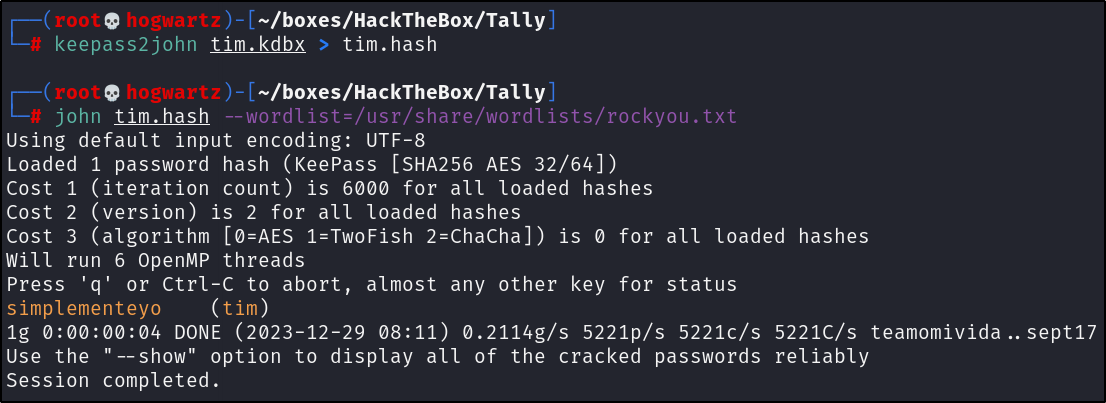 ┌──(root💀hogwartz)-[~/boxes/HackTheBox/Tally]
└─# keepass2john tim.kdbx > tim.hash
┌──(root💀hogwartz)-[~/boxes/HackTheBox/Tally]
└─# john tim.hash --wordlist=/usr/share/wordlists/rockyou.txt
Using default input encoding: UTF-8
Loaded 1 password hash (KeePass [SHA256 AES 32/64])
Cost 1 (iteration count) is 6000 for all loaded hashes
Cost 2 (version) is 2 for all loaded hashes
Cost 3 (algorithm [0=AES 1=TwoFish 2=ChaCha]) is 0 for all loaded hashes
Will run 6 OpenMP threads
Press 'q' or Ctrl-C to abort, almost any other key for status
simplementeyo    (tim)
1g 0:00:00:04 DONE (2023-12-29 08:11) 0.2114g/s 5221p/s 5221c/s 5221C/s teamomivida..sept17
Use the "--show" option to display all of the cracked passwords reliably
Session completed.